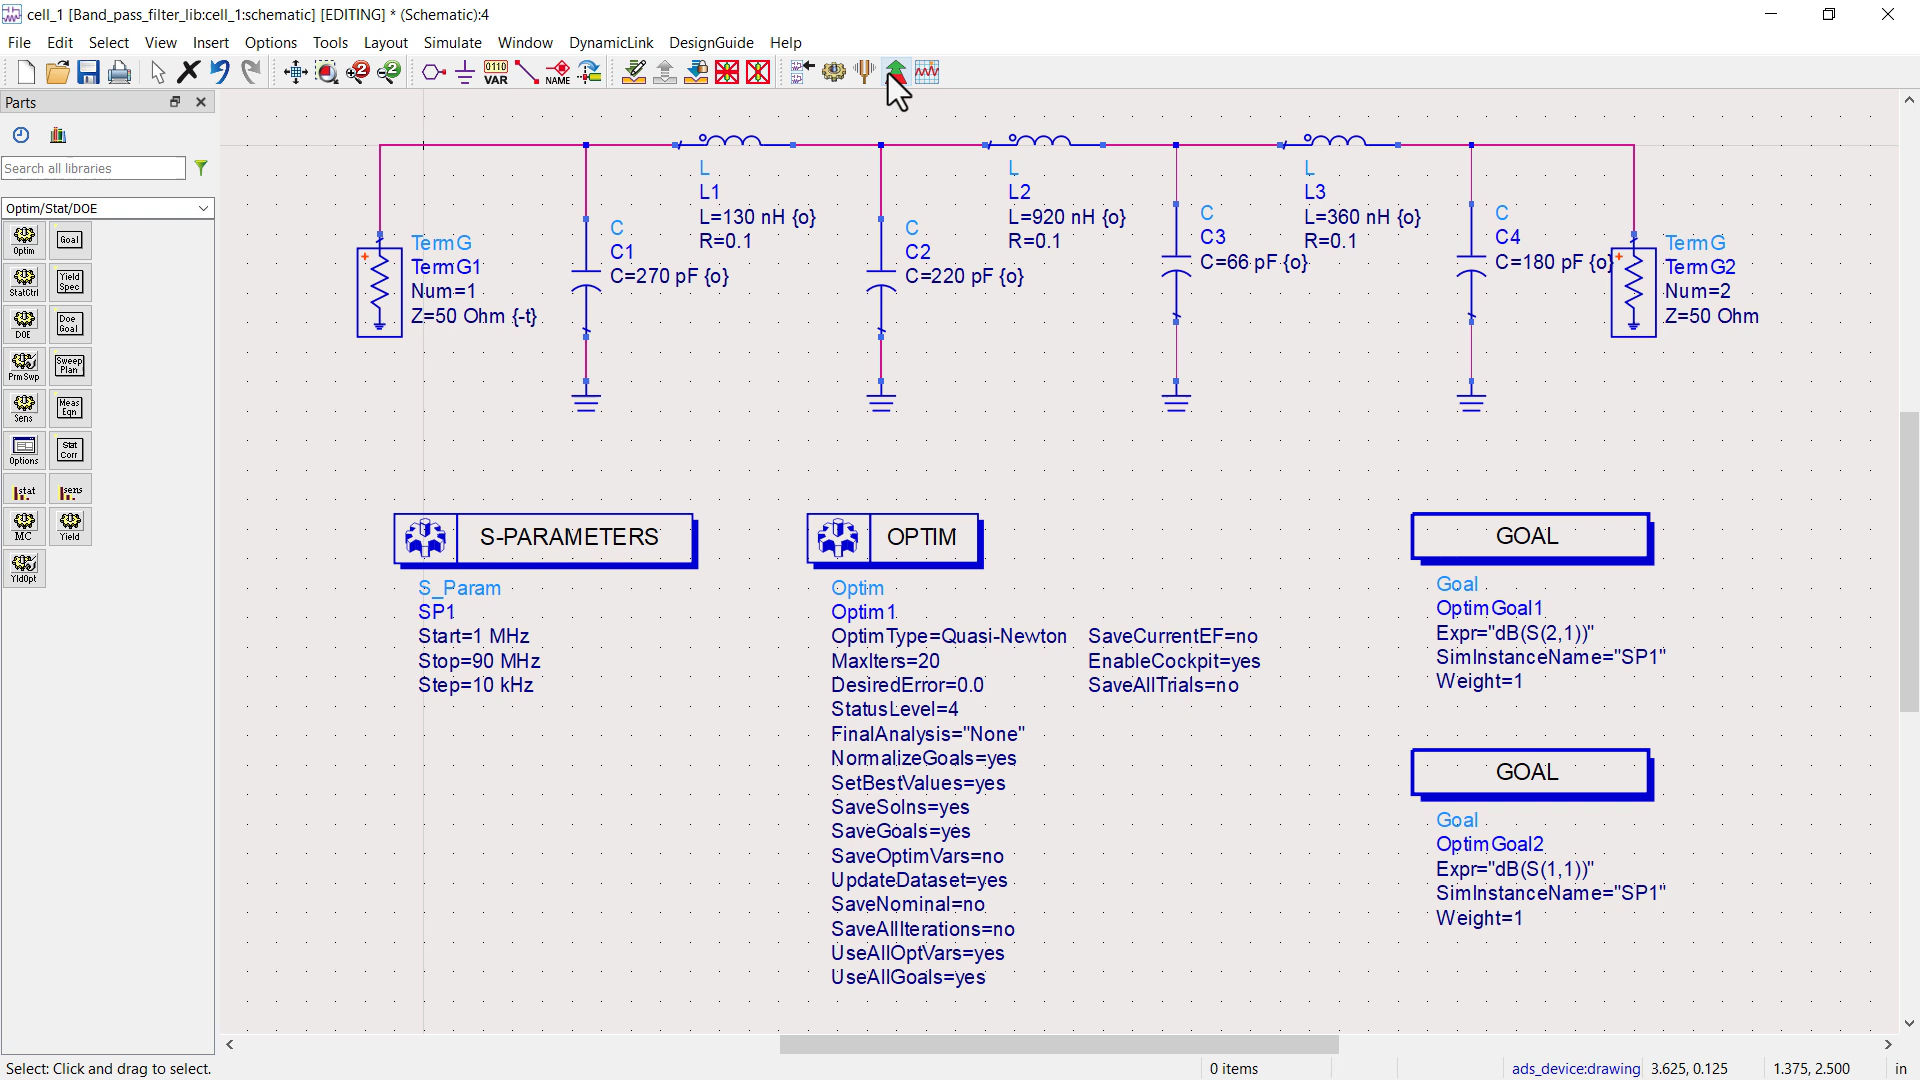 cell_1 [Band_pass_filter_lib:cell_1:schematic] [EDITING] * (Schematic):4
File Edit Select View Insert Options Tools Layout Simulate Window DynamicLink DesignGuide Help
0110
VAR
NAME
Parts
Search all libraries
Optim/Stat/DOE
Optim
Goal
StatCtrl
Yield Spec
DOE
Doe Goal
PrmSwp
Sweep Plan
Sens
Meas Eqn
Options
Stat Corr
stat
sens
MC
Yield
YldOpt
TermG
TermG1
Num=1
Z=50 Ohm {-t}
C
C1
C=270 pF {o}
L
L1
L=130 nH {o}
R=0.1
C
C2
C=220 pF {o}
L
L2
L=920 nH {o}
R=0.1
C
C3
C=66 pF {o}
L
L3
L=360 nH {o}
R=0.1
C
C4
C=180 pF {o}
TermG
TermG2
Num=2
Z=50 Ohm
S-PARAMETERS
S_Param
SP1
Start=1 MHz
Stop=90 MHz
Step=10 kHz
OPTIM
Optim
Optim1
OptimType=Quasi-Newton
MaxIters=20
DesiredError=0.0
StatusLevel=4
FinalAnalysis="None"
NormalizeGoals=yes
SetBestValues=yes
SaveSolns=yes
SaveGoals=yes
SaveOptimVars=no
UpdateDataset=yes
SaveNominal=no
SaveAllIterations=no
UseAllOptVars=yes
UseAllGoals=yes
SaveCurrentEF=no
EnableCockpit=yes
SaveAllTrials=no
GOAL
Goal
OptimGoal1
Expr="dB(S(2,1))"
SimInstanceName="SP1"
Weight=1
GOAL
Goal
OptimGoal2
Expr="dB(S(1,1))"
SimInstanceName="SP1"
Weight=1
Select: Click and drag to select.
0 items
ads_device:drawing
3.625, 0.125
1.375, 2.500
in